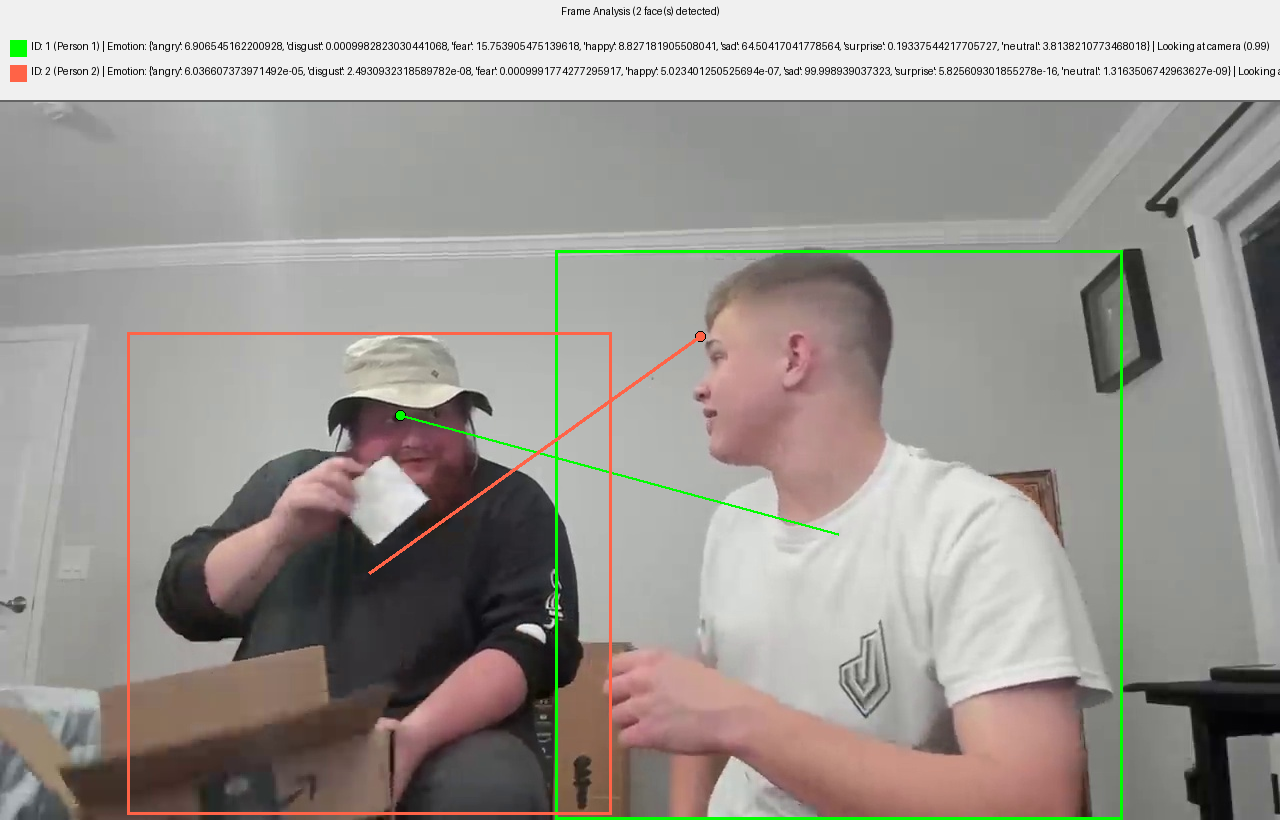 Frame Analysis (2 face(s) detected)
ID: 1 (Person 1) | Emotion: {'angry': 6.906545162200928, 'disgust': 0.0009982823030441068, 'fear': 15.753905475139618, 'happy': 8.827181905508041, 'sad': 64.50417041778564, 'surprise': 0.19337544217705727, 'neutral': 3.8138210773468018} | Looking at camera (0.99)
ID: 2 (Person 2) | Emotion: {'angry': 6.036607373971492e-05, 'disgust': 2.4930932318589782e-08, 'fear': 0.0009991774277295917, 'happy': 5.023401250525694e-07, 'sad': 99.998939037323, 'surprise': 5.825609301855278e-16, 'neutral': 1.3163506742963627e-09} | Looking